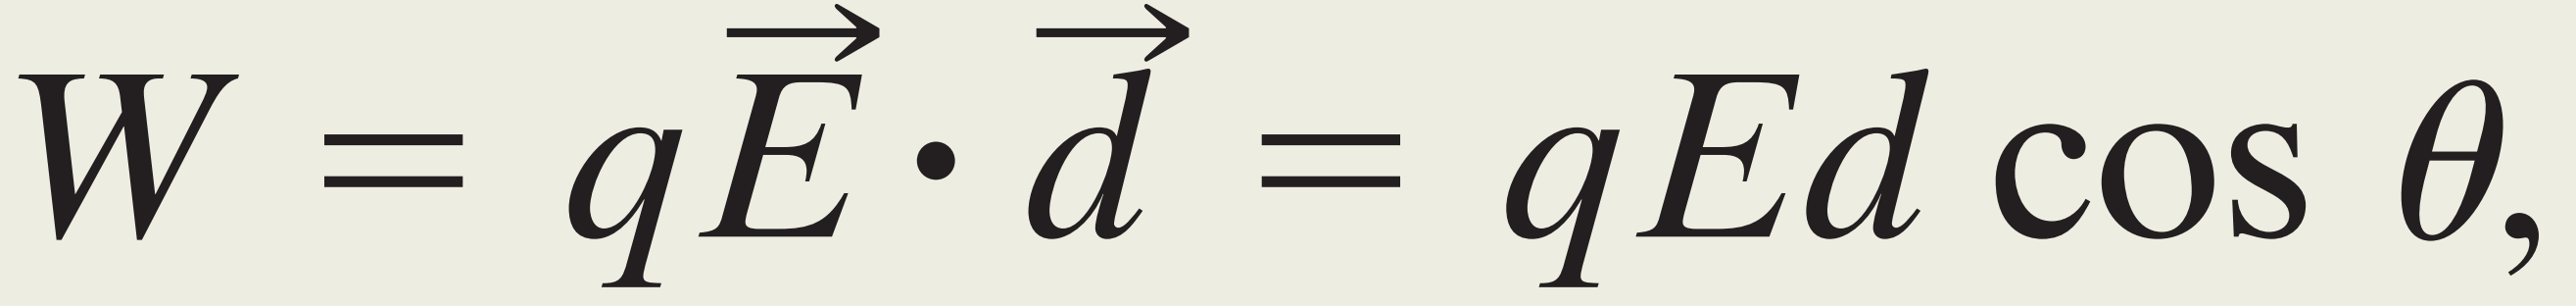 W = qE⃗ · d⃗ = qEd cos θ,